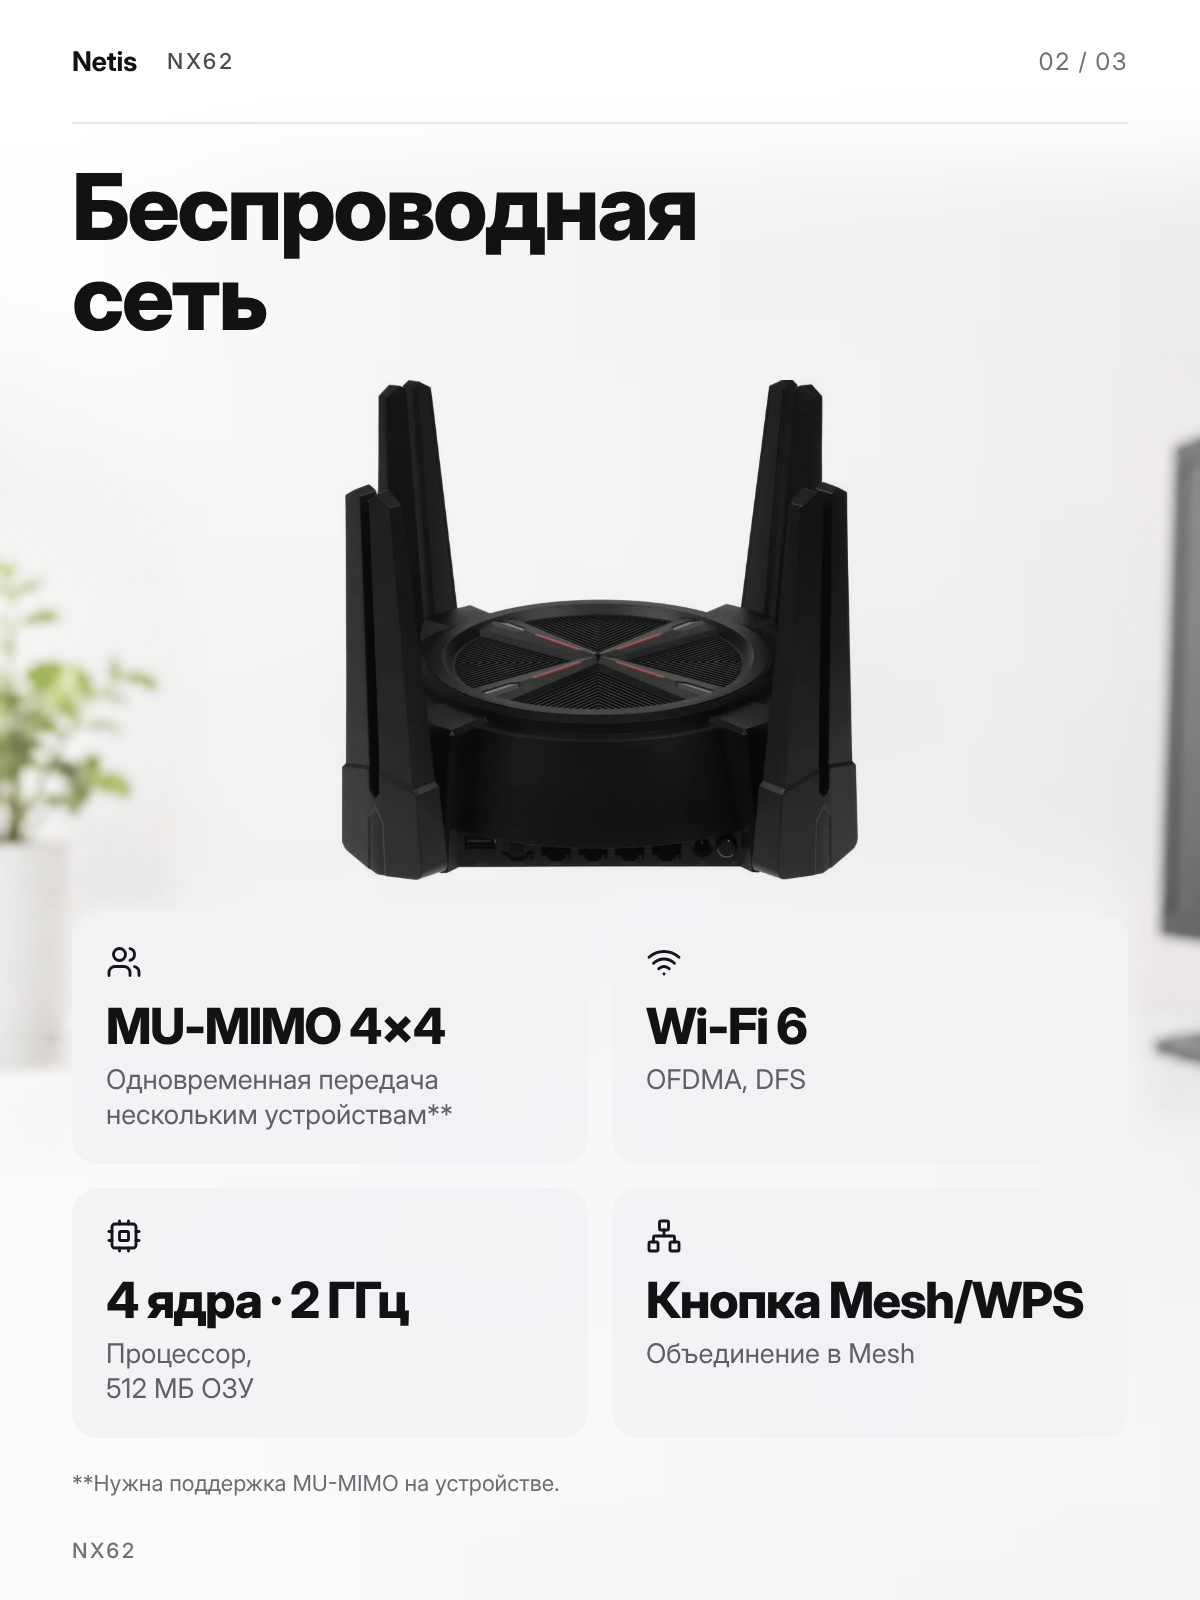 Netis NX62 02 / 03
Беспроводная
сеть
MU-MIMO 4×4
Одновременная передача
нескольким устройствам**
Wi-Fi 6
OFDMA, DFS
4 ядра · 2 ГГц
Процессор,
512 МБ ОЗУ
Кнопка Mesh/WPS
Объединение в Mesh
**Нужна поддержка MU-MIMO на устройстве.
NX62